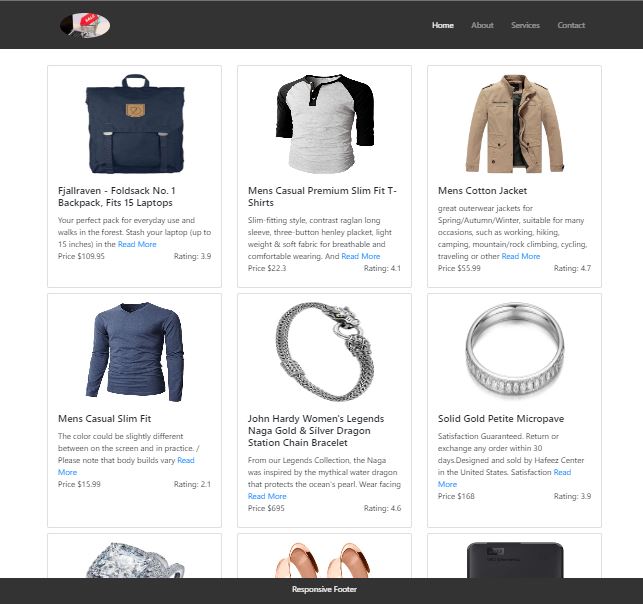 SALE
Home About Services Contact
Fjallraven - Foldsack No. 1
Backpack, Fits 15 Laptops
Your perfect pack for everyday use and
walks in the forest. Stash your laptop (up to
15 inches) in the Read More
Price $109.95 Rating: 3.9
Mens Casual Premium Slim Fit T-
Shirts
Slim-fitting style, contrast raglan long
sleeve, three-button henley placket, light
weight & soft fabric for breathable and
comfortable wearing. And Read More
Price $22.3 Rating: 4.1
Mens Cotton Jacket
great outerwear jackets for
Spring/Autumn/Winter, suitable for many
occasions, such as working, hiking,
camping, mountain/rock climbing, cycling,
traveling or other Read More
Price $55.99 Rating: 4.7
Mens Casual Slim Fit
The color could be slightly different
between on the screen and in practice. /
Please note that body builds vary Read
More
Price $15.99 Rating: 2.1
John Hardy Women's Legends
Naga Gold & Silver Dragon
Station Chain Bracelet
From our Legends Collection, the Naga
was inspired by the mythical water dragon
that protects the ocean's pearl. Wear facing
Read More
Price $695 Rating: 4.6
Solid Gold Petite Micropave
Satisfaction Guaranteed. Return or
exchange any order within 30
days.Designed and sold by Hafeez Center
in the United States. Satisfaction Read
More
Price $168 Rating: 3.9
Responsive Footer